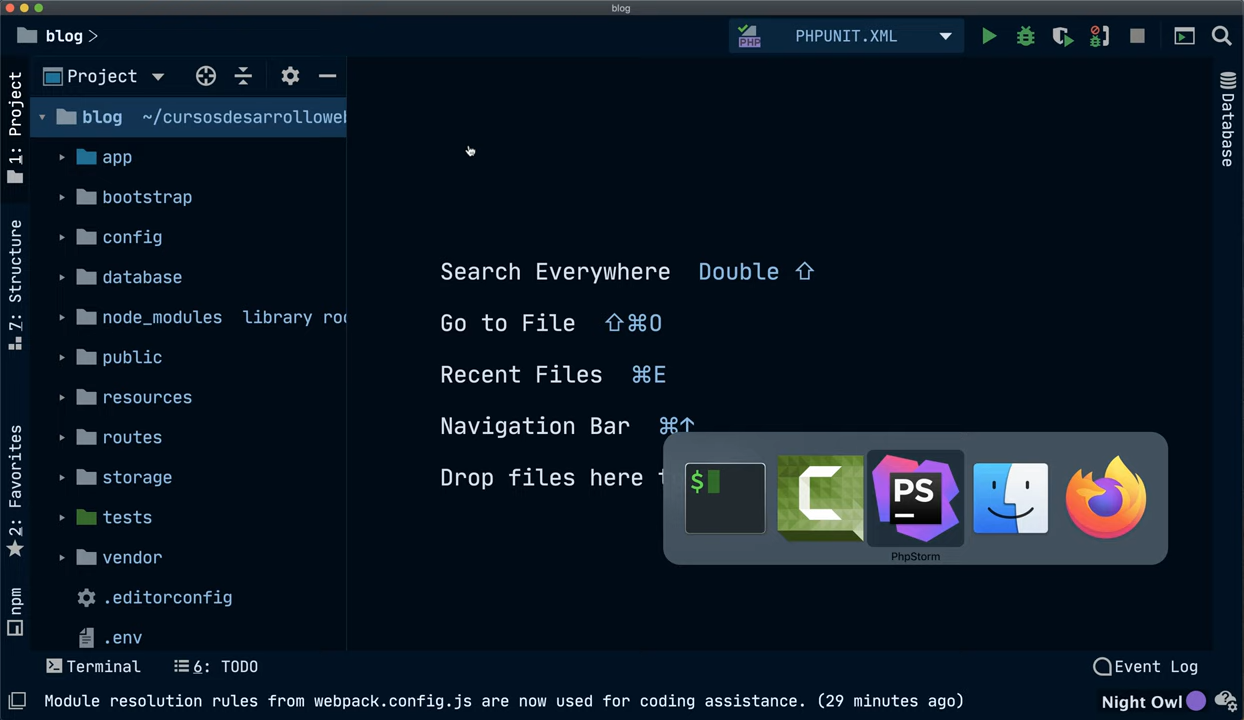 blog
blog
PHP
PHPUNIT.XML
Project
1: Project
7: Structure
2: Favorites
npm
Database
blog ~/cursosdesarrolloweb
app
bootstrap
config
database
node_modules library roo
public
resources
routes
storage
tests
vendor
.editorconfig
.env
Search Everywhere Double ⇧
Go to File ⇧⌘O
Recent Files ⌘E
Navigation Bar ⌘↑
Drop files here t
$
C
PS
PhpStorm
Terminal
6: TODO
Event Log
Module resolution rules from webpack.config.js are now used for coding assistance. (29 minutes ago)
Night Owl